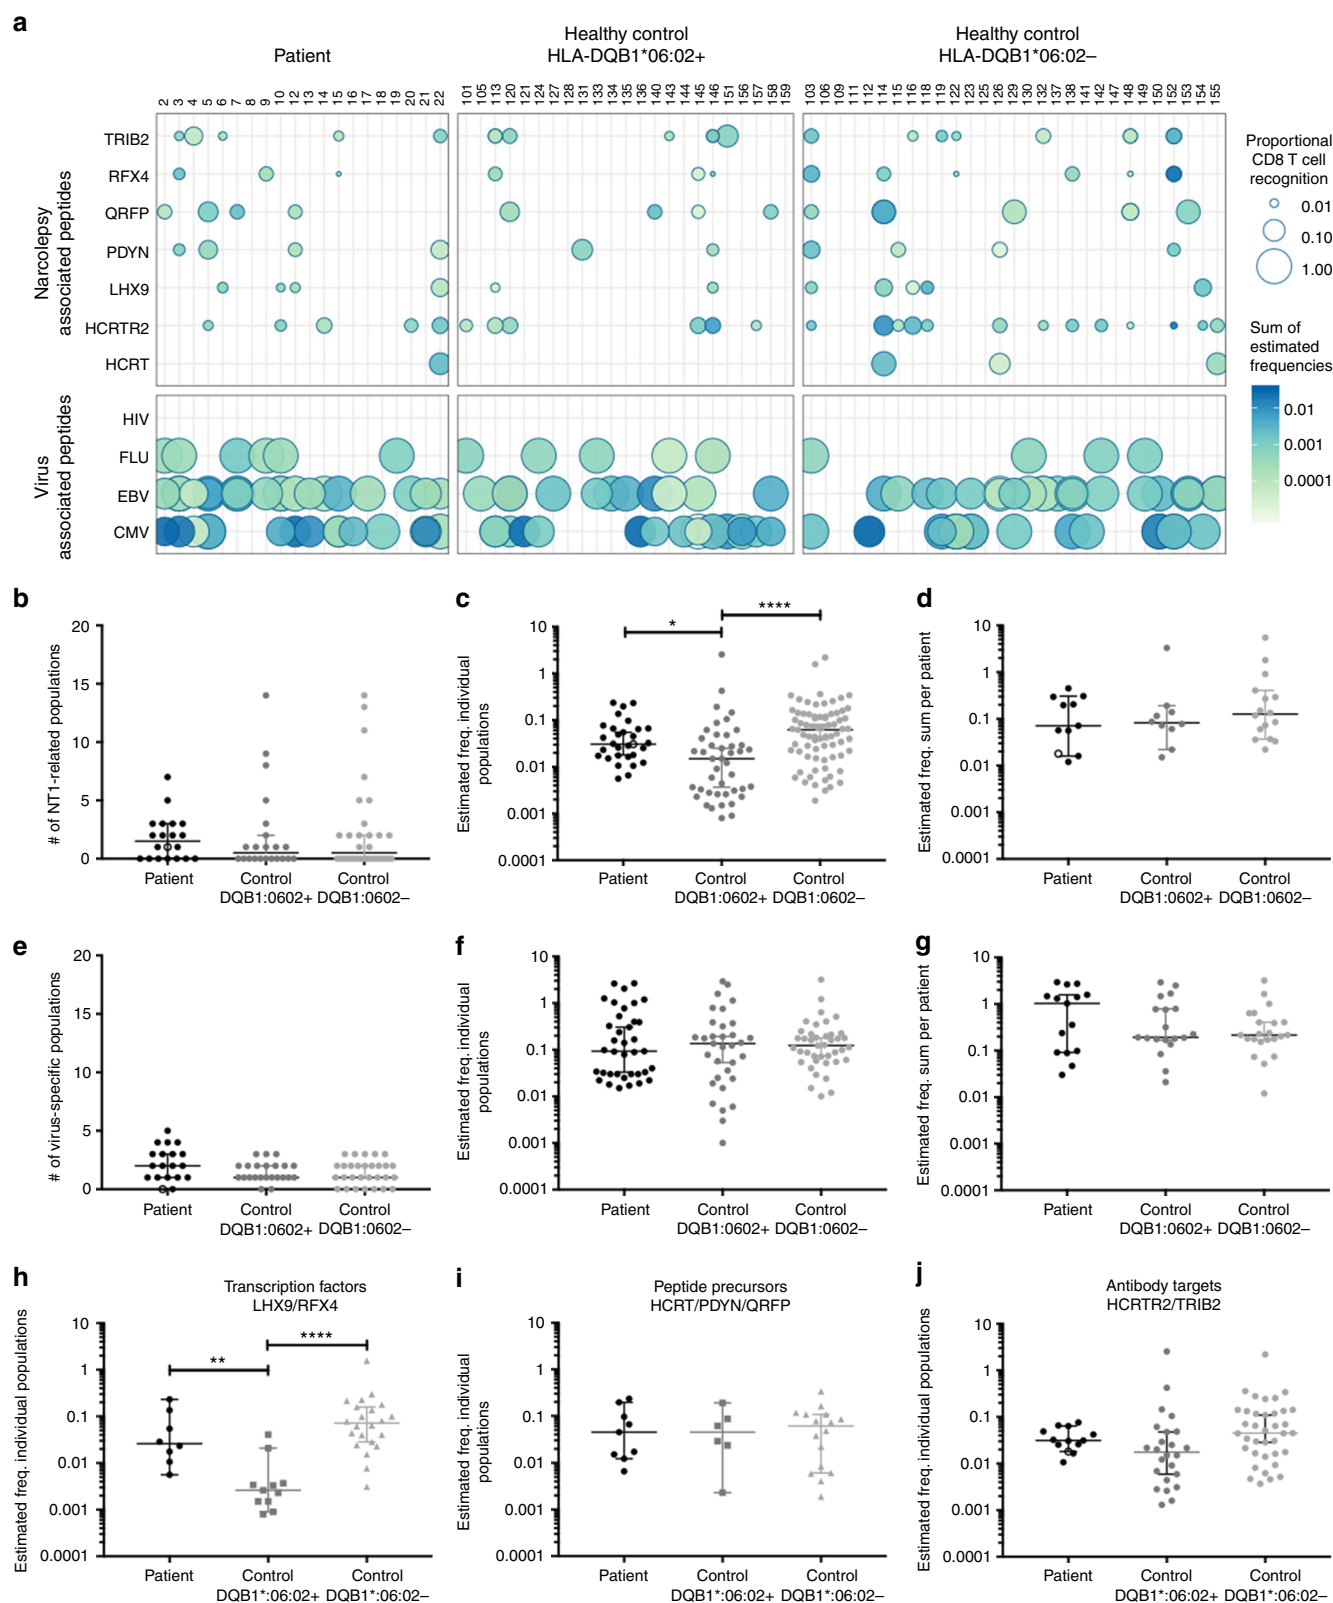 a
Patient
Healthy control
HLA-DQB1*06:02+
Healthy control
HLA-DQB1*06:02–
2 3 4 5 6 7 8 9 10 12 13 14 15 16 17 18 19 20 21 22
101 105 113 120 121 124 127 128 131 133 134 135 136 140 143 144 145 146 151 156 157 158 159
103 106 109 111 112 114 115 116 118 119 122 123 125 126 129 130 132 137 138 141 142 147 148 149 150 152 153 154 155
Narcolepsy
associated peptides
TRIB2
RFX4
QRFP
PDYN
LHX9
HCRTR2
HCRT
Virus
associated peptides
HIV
FLU
EBV
CMV
Proportional
CD8 T cell
recognition
0.01
0.10
1.00
Sum of
estimated
frequencies
0.01
0.001
0.0001
b
# of NT1-related populations
20
15
10
5
0
Patient
Control
DQB1:0602+
Control
DQB1:0602–
c
Estimated freq. individual
populations
10
1
0.1
0.01
0.001
0.0001
*
****
Patient
Control
DQB1:0602+
Control
DQB1:0602–
d
Estimated freq. sum per patient
10
1
0.1
0.01
0.001
0.0001
Patient
Control
DQB1:0602+
Control
DQB1:0602–
e
# of virus-specific populations
20
15
10
5
0
Patient
Control
DQB1:0602+
Control
DQB1:0602–
f
Estimated freq. individual
populations
10
1
0.1
0.01
0.001
0.0001
Patient
Control
DQB1:0602+
Control
DQB1:0602–
g
Estimated freq. sum per patient
10
1
0.1
0.01
0.001
0.0001
Patient
Control
DQB1:0602+
Control
DQB1:0602–
h
Transcription factors
LHX9/RFX4
Estimated freq. individual populations
10
1
0.1
0.01
0.001
0.0001
**
****
Patient
Control
DQB1*:06:02+
Control
DQB1*:06:02–
i
Peptide precursors
HCRT/PDYN/QRFP
Estimated freq. individual
populations
10
1
0.1
0.01
0.001
0.0001
Patient
Control
DQB1*:06:02+
Control
DQB1*:06:02–
j
Antibody targets
HCRTR2/TRIB2
Estimated freq. individual populations
10
1
0.1
0.01
0.001
0.0001
Patient
Control
DQB1*:06:02+
Control
DQB1*:06:02–